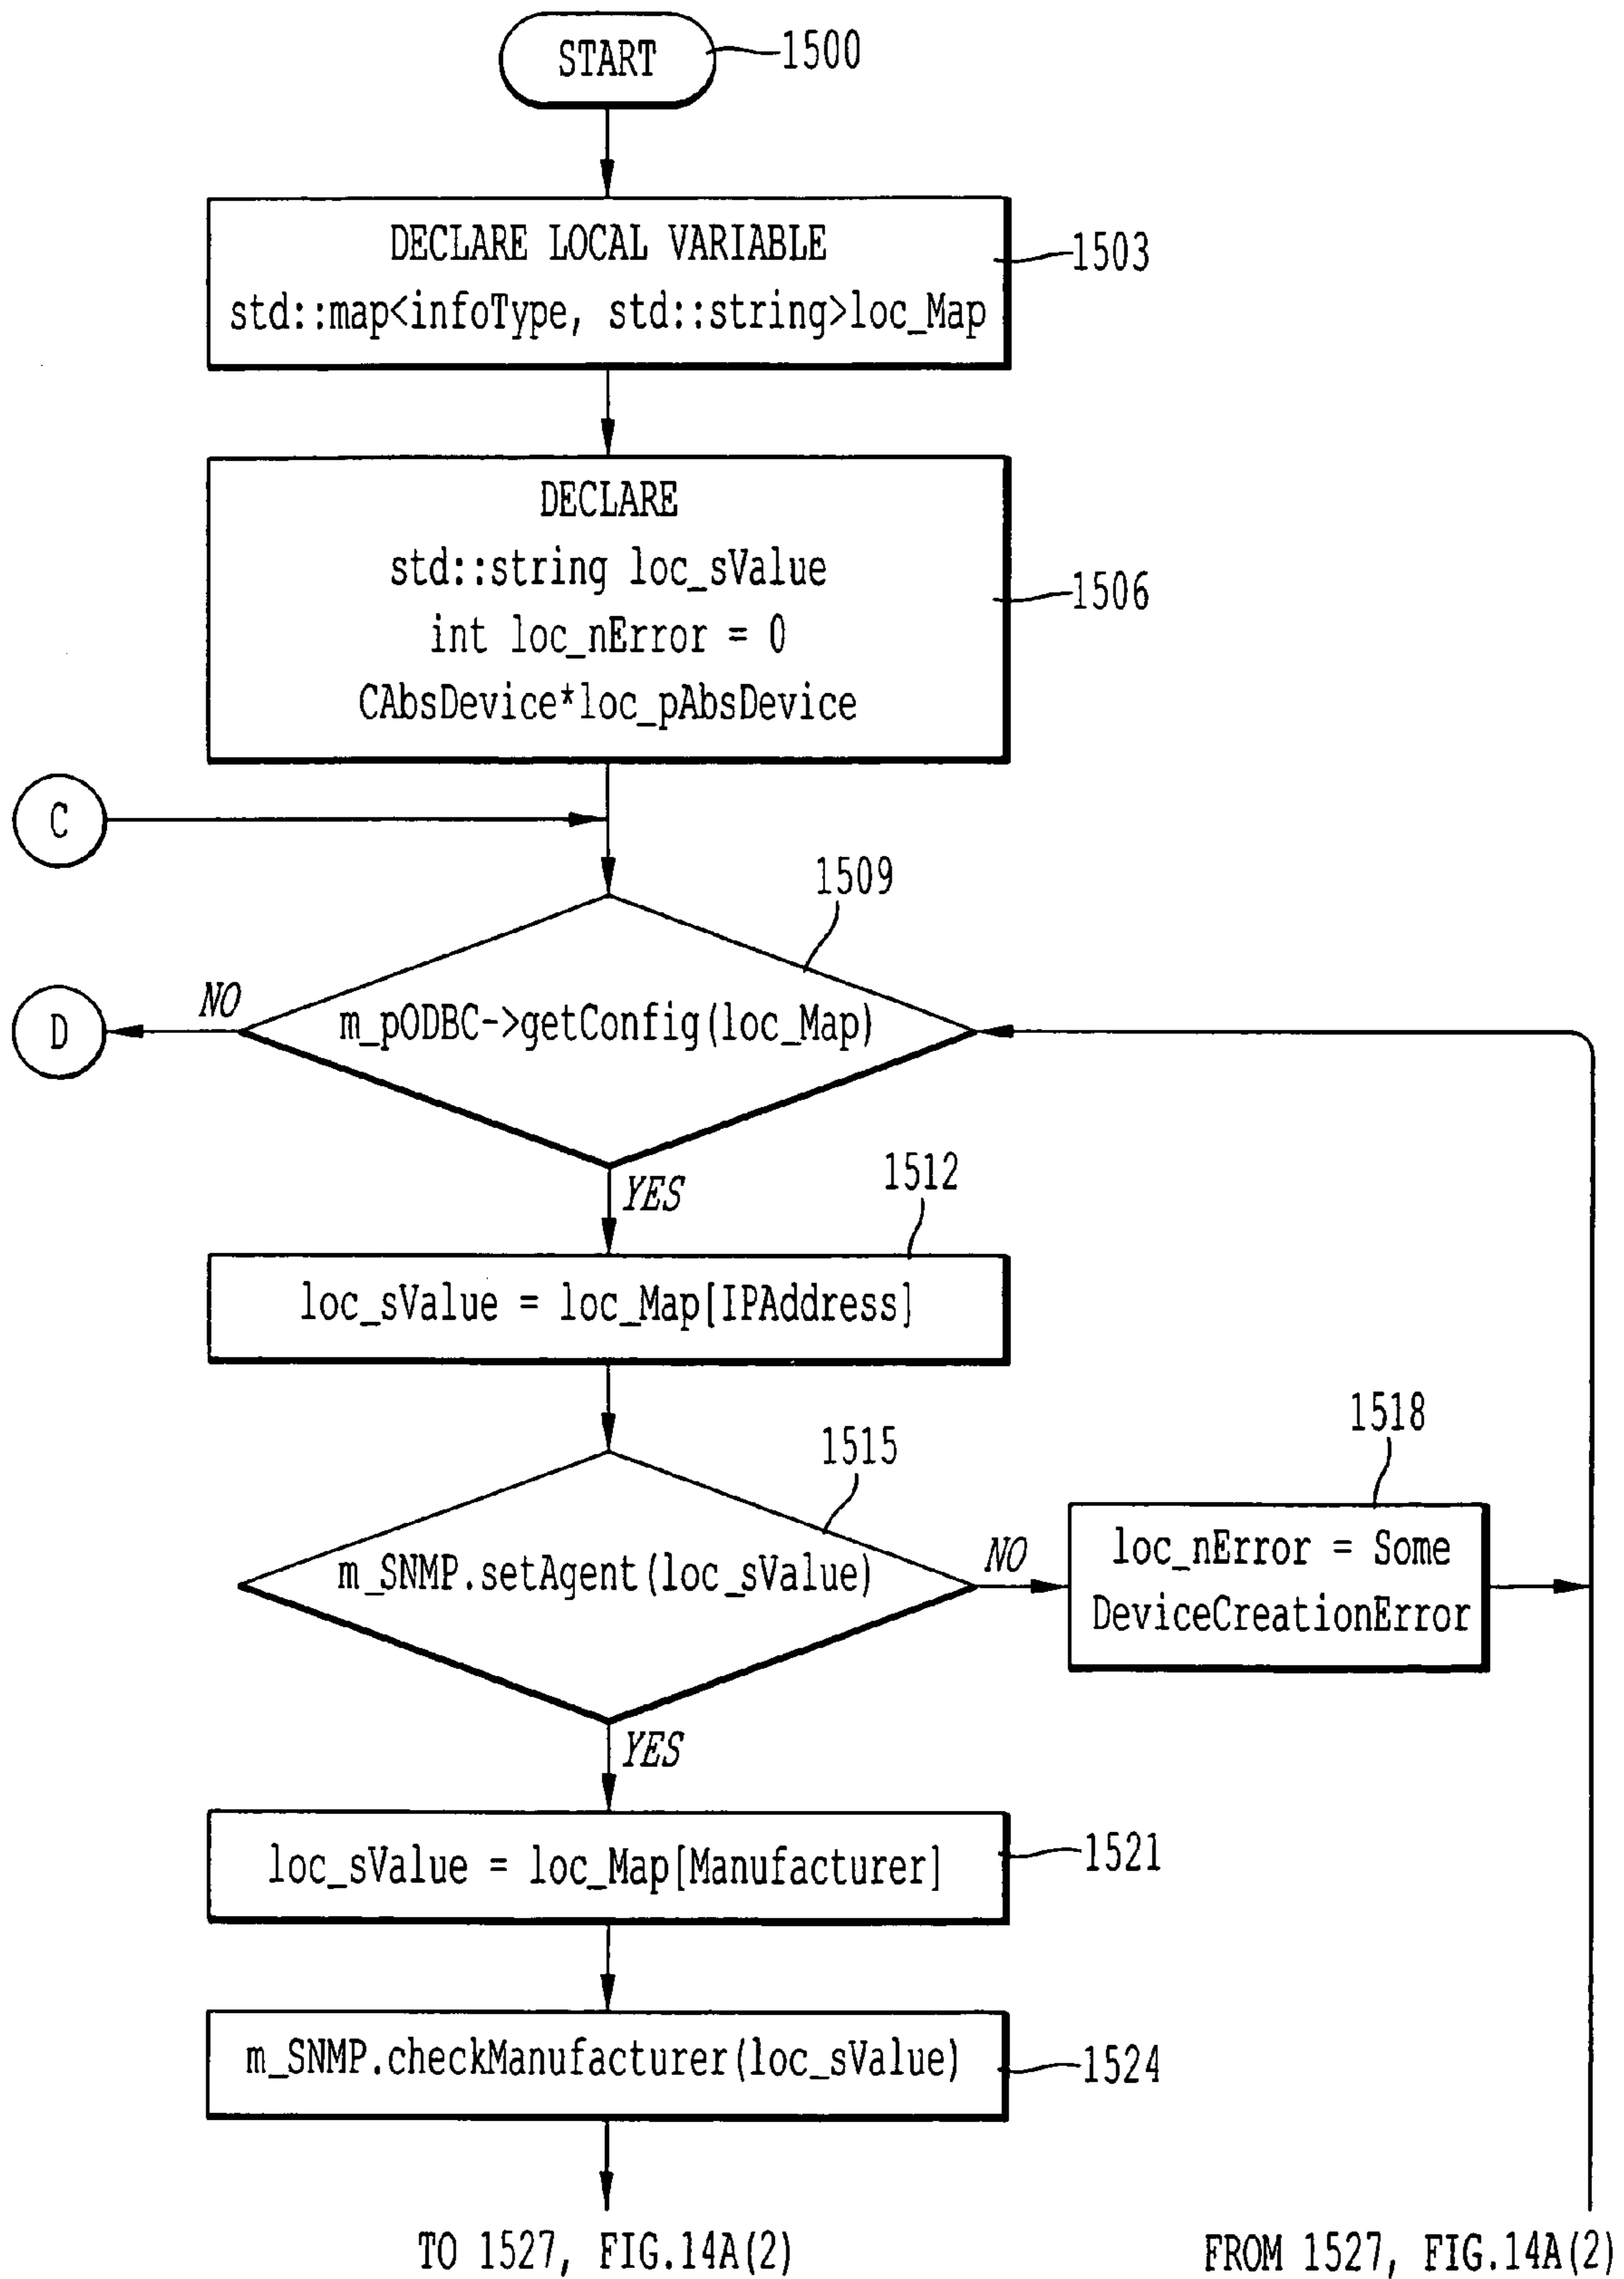 START
1500
DECLARE LOCAL VARIABLE
std::map<infoType, std::string>loc_Map
1503
DECLARE
std::string loc_sValue
int loc_nError = 0
CAbsDevice*loc_pAbsDevice
1506
C
1509
D
NO
m_pODBC->getConfig(loc_Map)
YES
1512
loc_sValue = loc_Map[IPAddress]
1515
m_SNMP.setAgent(loc_sValue)
NO
1518
loc_nError = Some
DeviceCreationError
YES
loc_sValue = loc_Map[Manufacturer]
1521
m_SNMP.checkManufacturer(loc_sValue)
1524
TO 1527, FIG.14A(2)
FROM 1527, FIG.14A(2)